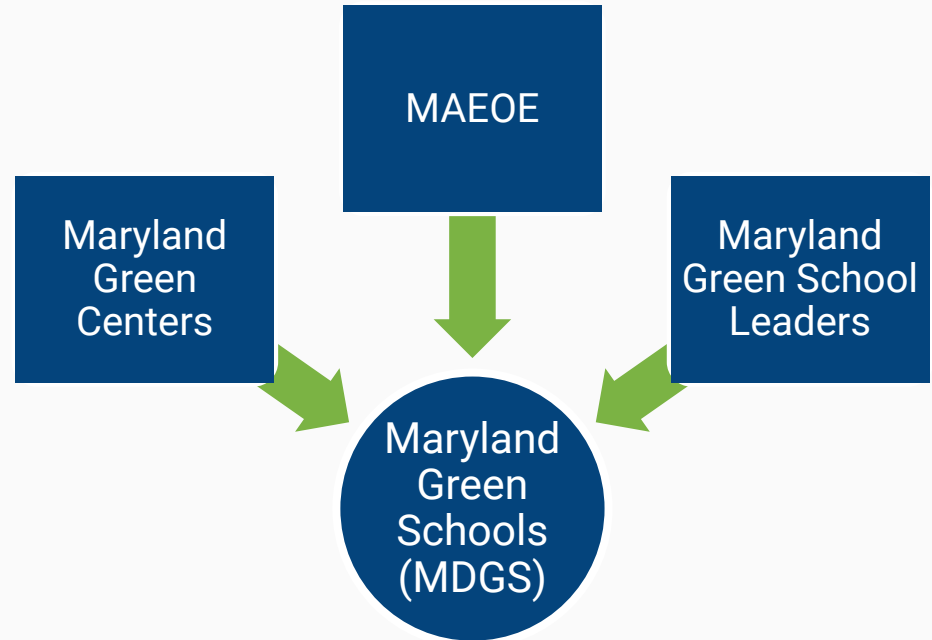 MAEOE
Maryland
Green
Centers
Maryland
Green School
Leaders
Maryland
Green
Schools
(MDGS)